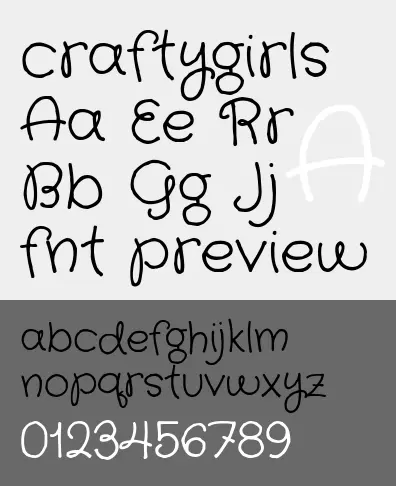 craftygirls
Aa Ee Rr
A
Bb Gg Jj
fnt preview
abcdefghijklm
nopqrstuvwxyz
0123456789